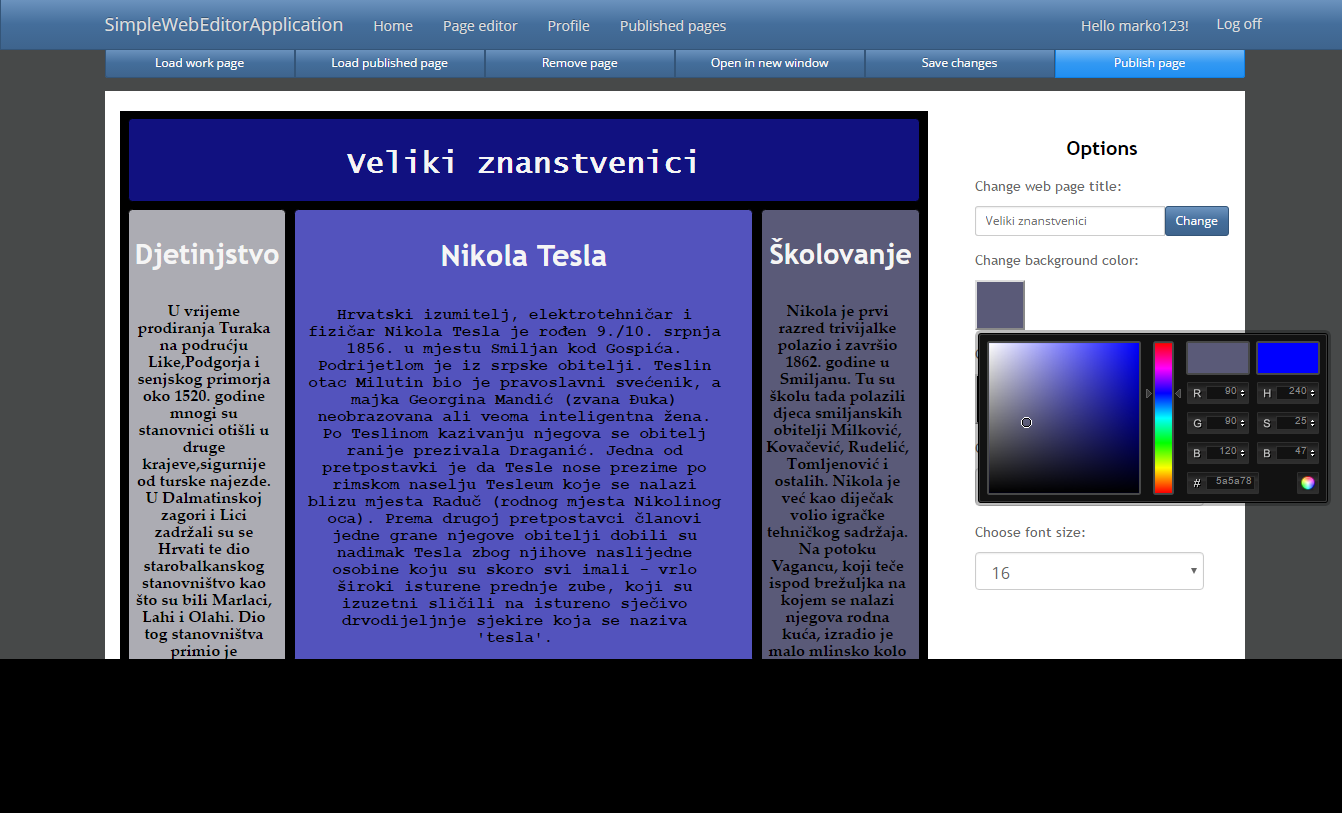 SimpleWebEditorApplication Home Page editor Profile Published pages Hello marko123! Log off
Load work page Load published page Remove page Open in new window Save changes Publish page
Veliki znanstvenici
Djetinjstvo
U vrijeme
prodiranja Turaka
na području
Like,Podgorja i
senjskog primorja
oko 1520. godine
mnogi su
stanovnici otišli u
druge
krajeve,sigurnije
od turske najezde.
U Dalmatinskoj
zagori i Lici
zadržali su se
Hrvati te dio
starobalkanskog
stanovništvo kao
što su bili Marlaci,
Lahi i Olahi. Dio
tog stanovništva
primio je
Nikola Tesla
Hrvatski izumitelj, elektrotehničar i
fizičar Nikola Tesla je rođen 9./10. srpnja
1856. u mjestu Smiljan kod Gospića.
Podrijetlom je iz srpske obitelji. Teslin
otac Milutin bio je pravoslavni svećenik, a
majka Georgina Mandić (zvana Đuka)
neobrazovana ali veoma inteligentna žena.
Po Teslinom kazivanju njegova se obitelj
ranije prezivala Draganić. Jedna od
pretpostavki je da Tesle nose prezime po
rimskom naselju Tesleum koje se nalazi
blizu mjesta Raduč (rodnog mjesta Nikolinog
oca). Prema drugoj pretpostavci članovi
jedne grane njegove obitelji dobili su
nadimak Tesla zbog njihove naslijedne
osobine koju su skoro svi imali – vrlo
široki isturene prednje zube, koji su
izuzetni sličili na istureno sječivo
drvodijeljnje sjekire koja se naziva
'tesla'.
Školovanje
Nikola je prvi
razred trivijalke
polazio i završio
1862. godine u
Smiljanu. Tu su
školu tada polazili
djeca smiljanskih
obitelji Milković,
Kovačević, Rudelić,
Tomljenović i
ostalih. Nikola je
već kao diječak
volio igračke
tehničkog sadržaja.
Na potoku
Vagancu, koji teče
ispod brežuljka na
kojem se nalazi
njegova rodna
kuća, izradio je
malo mlinsko kolo
Options
Change web page title:
Veliki znanstvenici Change
Change background color:
R 90 H 240
G 90 S 25
B 120 B 47
# 5a5a78
Choose font size:
16